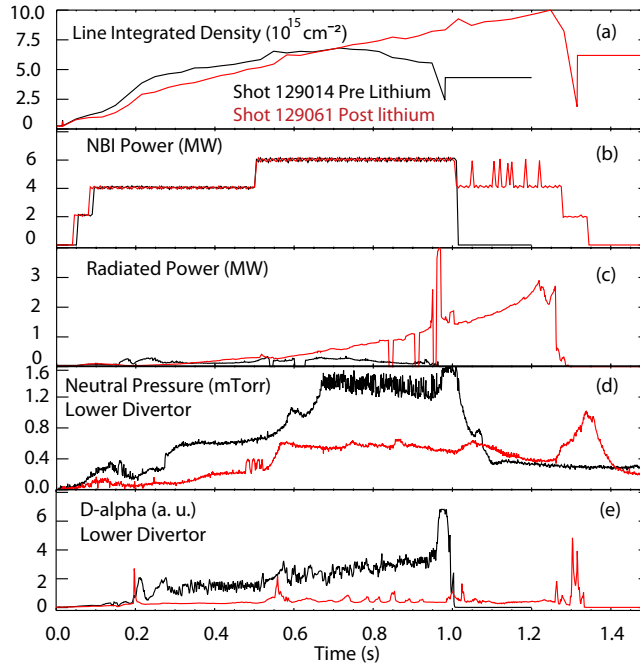 10.0
7.5
5.0
2.5
Line Integrated Density (10¹⁵ cm⁻²)
(a)
Shot 129014 Pre Lithium
Shot 129061 Post lithium
8
6
4
2
0
NBI Power (MW)
(b)
3
2
1
0
Radiated Power (MW)
(c)
1.6
1.2
0.8
0.4
0.0
Neutral Pressure (mTorr)
Lower Divertor
(d)
6
4
2
0
D-alpha (a. u.)
Lower Divertor
(e)
0.0 0.2 0.4 0.6 0.8 1.0 1.2 1.4
Time (s)